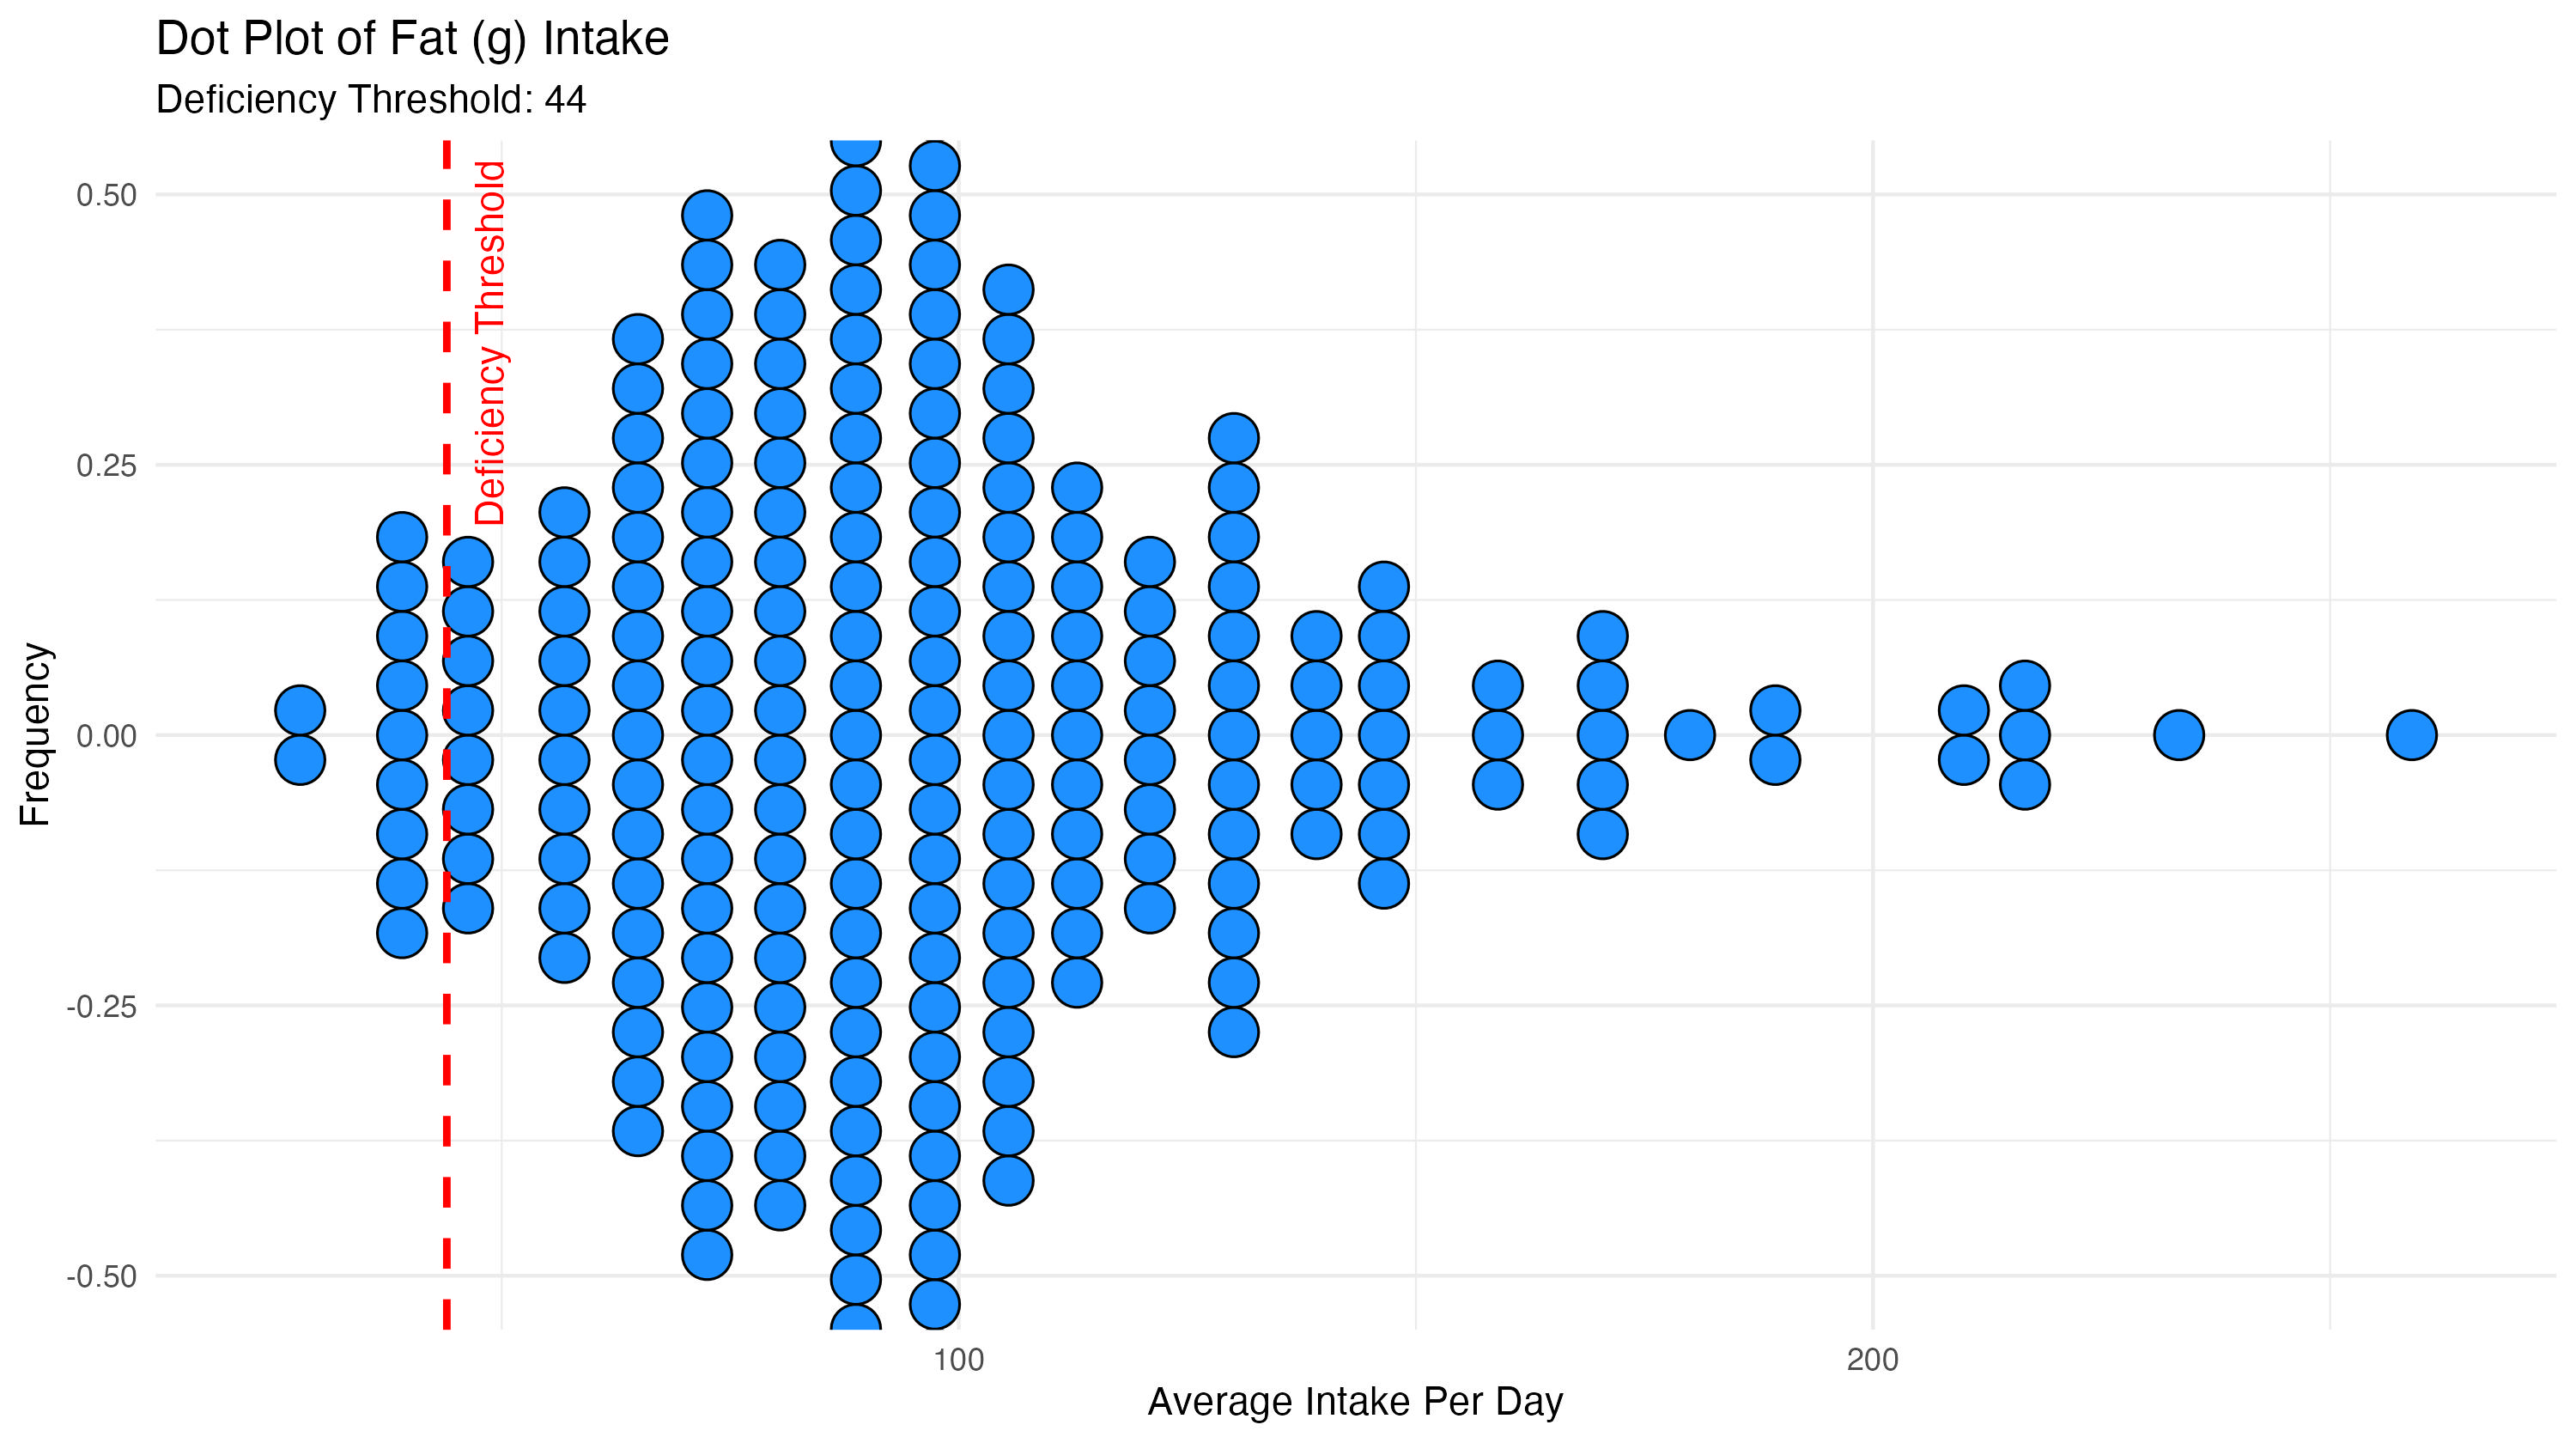 Dot Plot of Fat (g) Intake
Deficiency Threshold: 44
Deficiency Threshold
0.50
0.25
0.00
-0.25
-0.50
Frequency
100
200
Average Intake Per Day